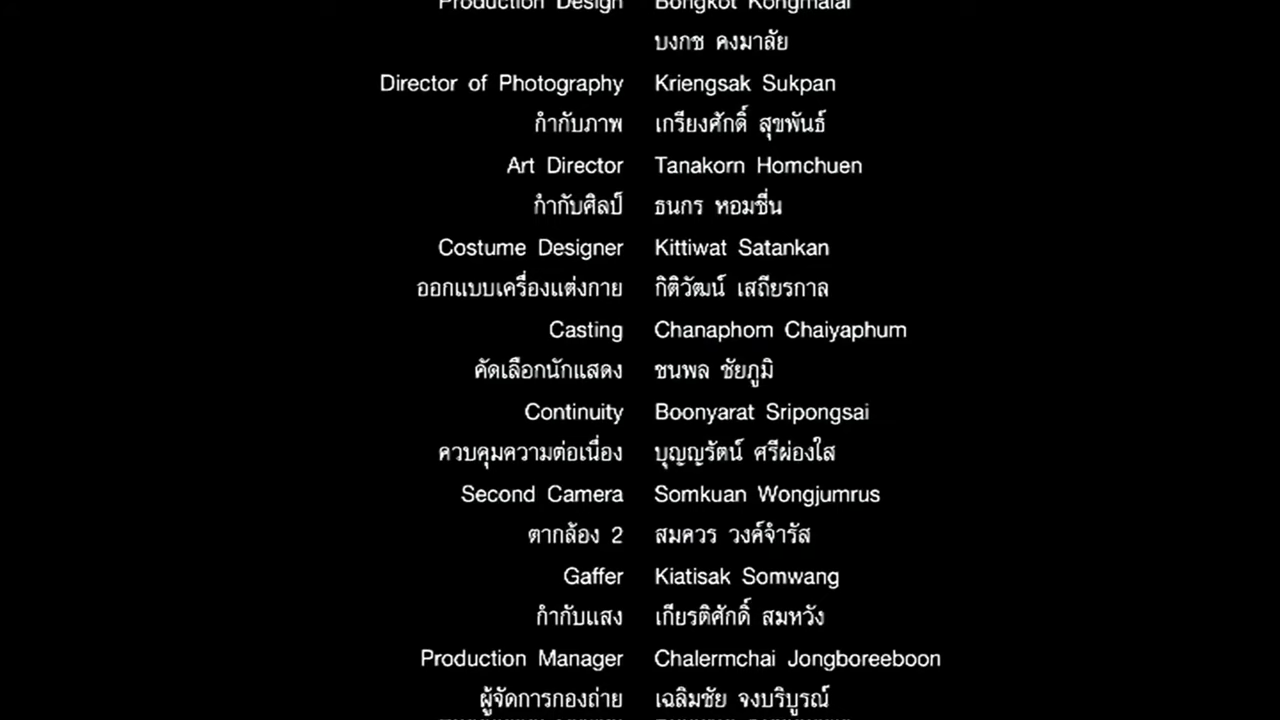 Production Design Bongkot Kongmalai
บงกช คงมาลัย
Director of Photography Kriengsak Sukpan
กำกับภาพ เกรียงศักดิ์ สุขพันธ์
Art Director Tanakorn Homchuen
กำกับศิลป์ ธนกร หอมชื่น
Costume Designer Kittiwat Satankan
ออกแบบเครื่องแต่งกาย กิติวัฒน์ เสถียรกาล
Casting Chanaphom Chaiyaphum
คัดเลือกนักแสดง ชนพล ชัยภูมิ
Continuity Boonyarat Sripongsai
ควบคุมความต่อเนื่อง บุญญรัตน์ ศรีผ่องใส
Second Camera Somkuan Wongjumrus
ตากล้อง 2 สมควร วงค์จำรัส
Gaffer Kiatisak Somwang
กำกับแสง เกียรติศักดิ์ สมหวัง
Production Manager Chalermchai Jongboreeboon
ผู้จัดการกองถ่าย เฉลิมชัย จงบริบูรณ์